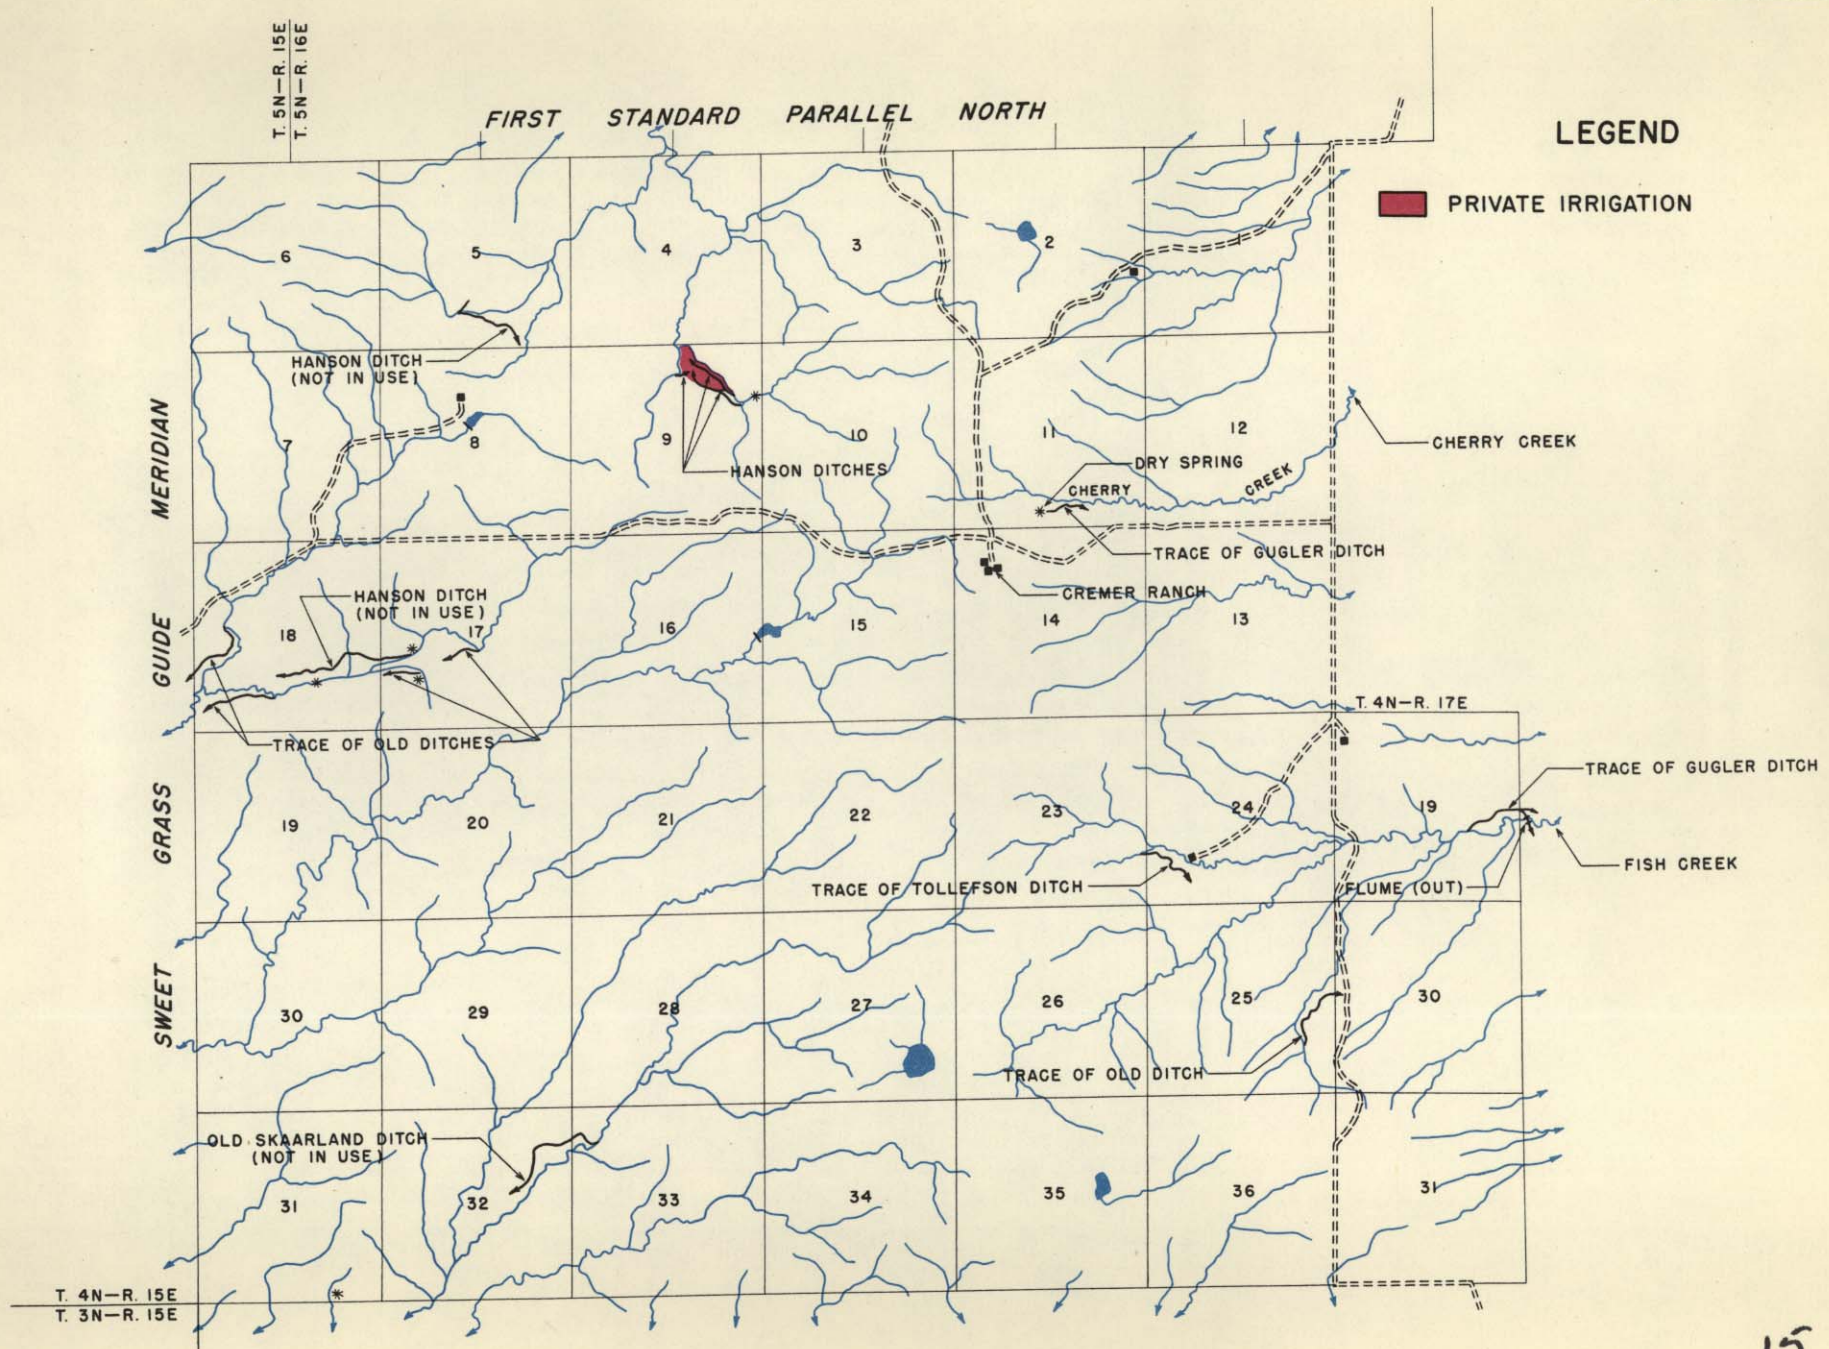 T. 5N–R. 15E
T. 5N–R. 16E
FIRST STANDARD PARALLEL NORTH
LEGEND
PRIVATE IRRIGATION
6 5 4 3 2 1
HANSON DITCH
(NOT IN USE)
7 8 9 10 11 12
HANSON DITCHES
DRY SPRING
CHERRY CREEK
CHERRY CREEK
TRACE OF GUGLER DITCH
CREMER RANCH
HANSON DITCH
(NOT IN USE)
18 17 16 15 14 13
TRACE OF OLD DITCHES
T. 4N–R. 17E
TRACE OF GUGLER DITCH
19 20 21 22 23 24 19
FISH CREEK
TRACE OF TOLLEFSON DITCH
FLUME (OUT)
30 29 28 27 26 25 30
TRACE OF OLD DITCH
OLD SKAARLAND DITCH
(NOT IN USE)
31 32 33 34 35 36 31
SWEET GRASS GUIDE MERIDIAN
T. 4N–R. 15E
T. 3N–R. 15E
15